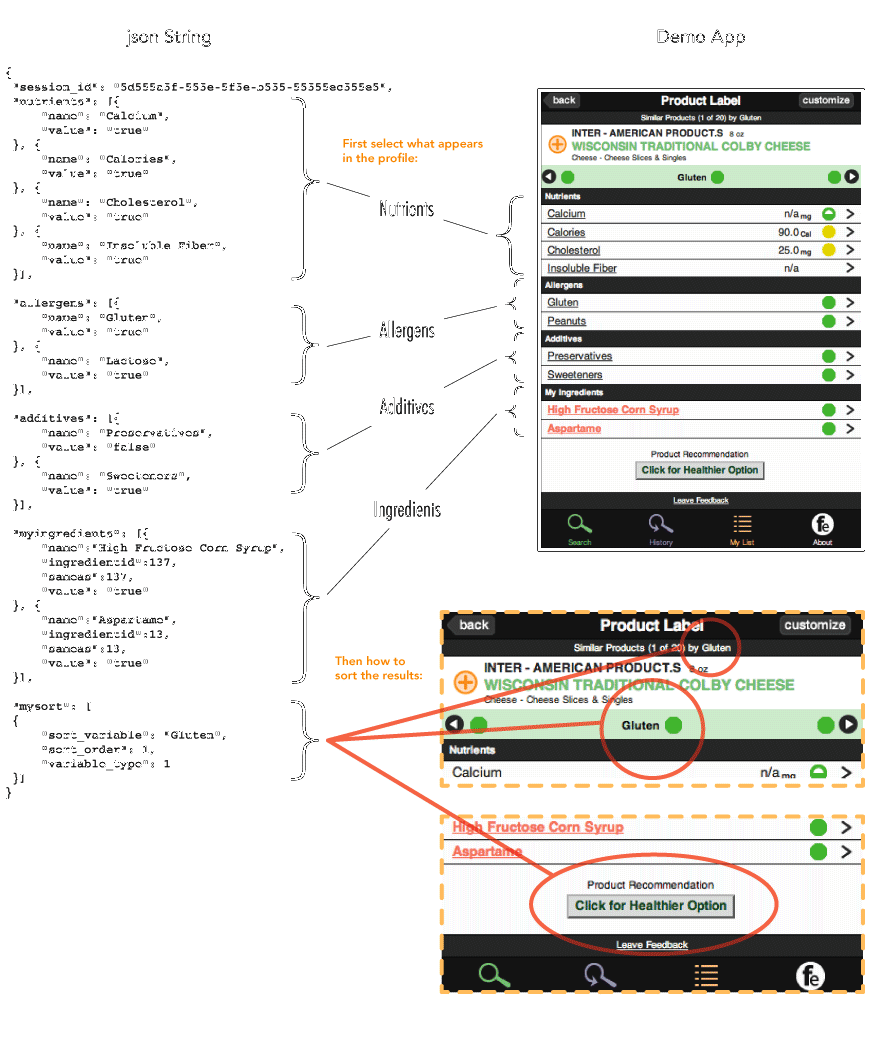 json String
Demo App
{
"session_id": "5d555a3f-553e-5f3e-b535-55355ec355e5",
"nutrients": [{
"name": "Calcium",
"value": "true"
}, {
"name": "Calories",
"value": "true"
}, {
"name": "Cholesterol",
"value": "true"
}, {
"name": "Insoluble Fiber",
"value": "true"
}],
"allergens": [{
"name": "Gluten",
"value": "true"
}, {
"name": "Lactose",
"value": "true"
}],
"additives": [{
"name": "Preservatives",
"value": "false"
}, {
"name": "Sweeteners",
"value": "true"
}],
"myingredients": [{
"name":"High Fructose Corn Syrup",
"ingredientid":137,
"sameas":137,
"value": "true"
}, {
"name":"Aspartame",
"ingredientid":13,
"sameas":13,
"value": "true"
}],
"mysort": [
{
"sort_variable": "Gluten",
"sort_order": 1,
"variable_type": 1
}]
}
First select what appears
in the profile:
Nutrients
Allergens
Additives
Ingredients
Then how to
sort the results:
back Product Label customize
Similar Products (1 of 20) by Gluten
INTER - AMERICAN PRODUCT.S 8 oz
WISCONSIN TRADITIONAL COLBY CHEESE
Cheese - Cheese Slices & Singles
Gluten
Nutrients
Calcium n/a mg
Calories 90.0 Cal
Cholesterol 25.0 mg
Insoluble Fiber n/a
Allergens
Gluten
Peanuts
Additives
Preservatives
Sweeteners
My Ingredients
High Fructose Corn Syrup
Aspartame
Product Recommendation
Click for Healthier Option
Leave Feedback
fe
Search History My List About
back Product Label customize
Similar Products (1 of 20) by Gluten
INTER - AMERICAN PRODUCT.S 8 oz
WISCONSIN TRADITIONAL COLBY CHEESE
Cheese - Cheese Slices & Singles
Gluten
Nutrients
Calcium n/a mg
High Fructose Corn Syrup
Aspartame
Product Recommendation
Click for Healthier Option
Leave Feedback
fe